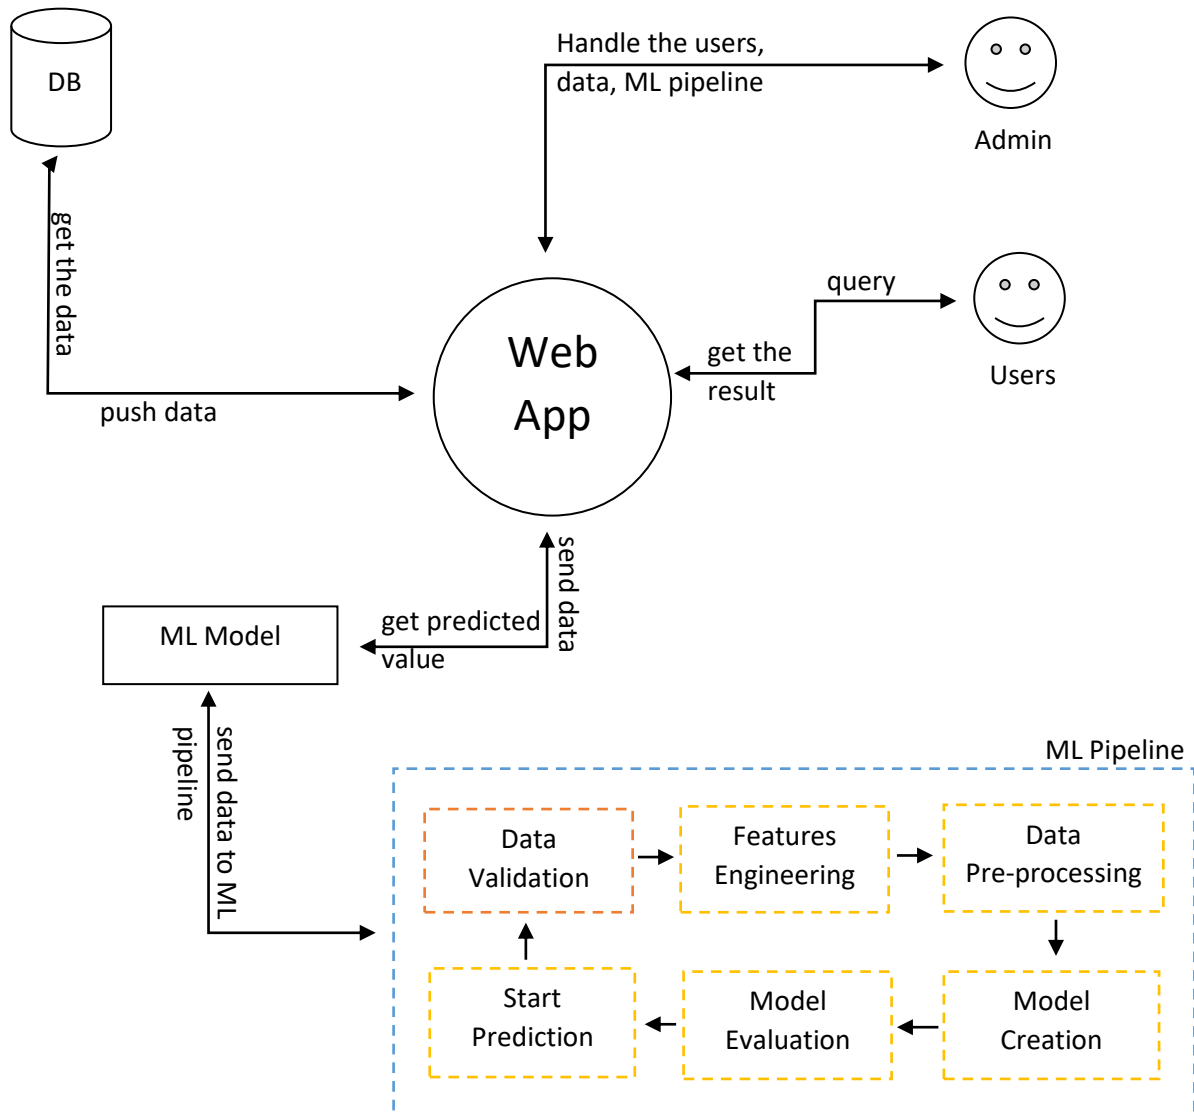 DB
Handle the users,
data, ML pipeline
Admin
get the data
push data
Web
App
query
get the
result
Users
send data
get predicted
value
ML Model
send data to ML
pipeline
ML Pipeline
Data
Validation
Features
Engineering
Data
Pre-processing
Start
Prediction
Model
Evaluation
Model
Creation